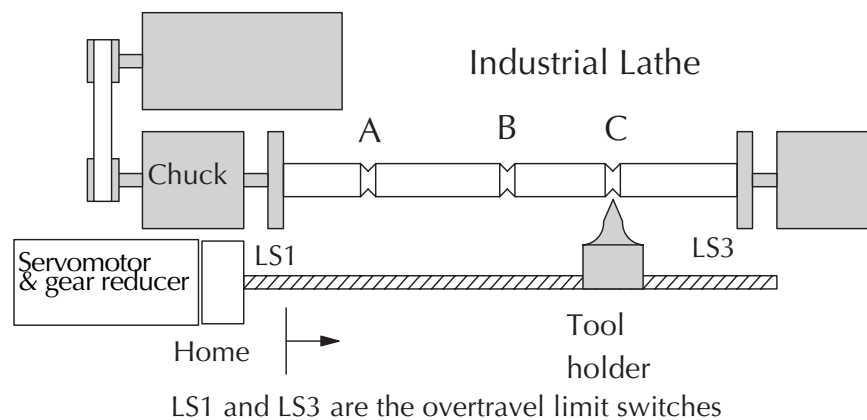 Industrial Lathe
A
B
C
Chuck
LS1
LS3
Servomotor
& gear reducer
Home
Tool
holder
LS1 and LS3 are the overtravel limit switches